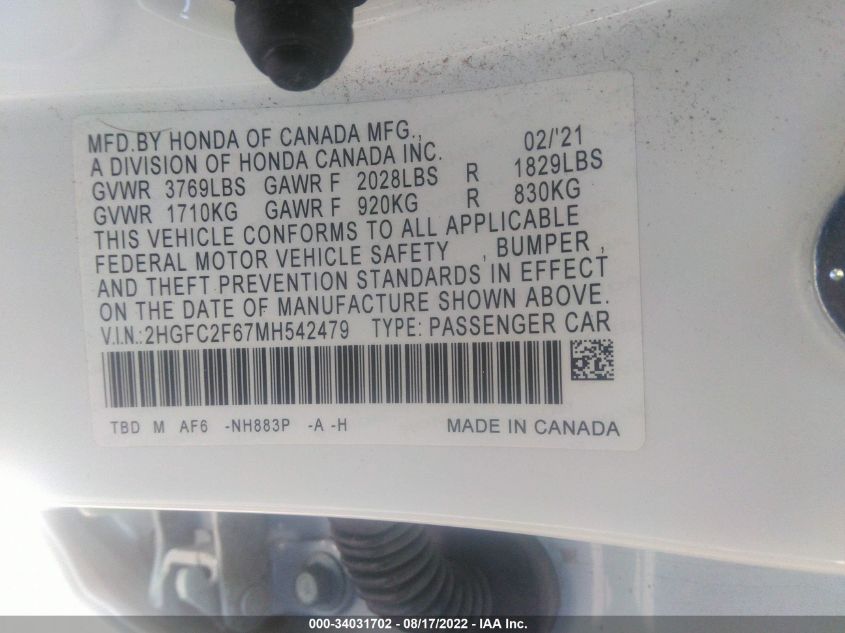 MFD.BY HONDA OF CANADA MFG., 02/'21
A DIVISION OF HONDA CANADA INC.
GVWR 3769LBS GAWR F 2028LBS R 1829LBS
GVWR 1710KG GAWR F 920KG R 830KG
THIS VEHICLE CONFORMS TO ALL APPLICABLE
FEDERAL MOTOR VEHICLE SAFETY , BUMPER ,
AND THEFT PREVENTION STANDARDS IN EFFECT
ON THE DATE OF MANUFACTURE SHOWN ABOVE.
V.I.N.:2HGFC2F67MH542479 TYPE: PASSENGER CAR
TBD M AF6 -NH883P -A -H MADE IN CANADA
000-34031702 - 08/17/2022 - IAA Inc.